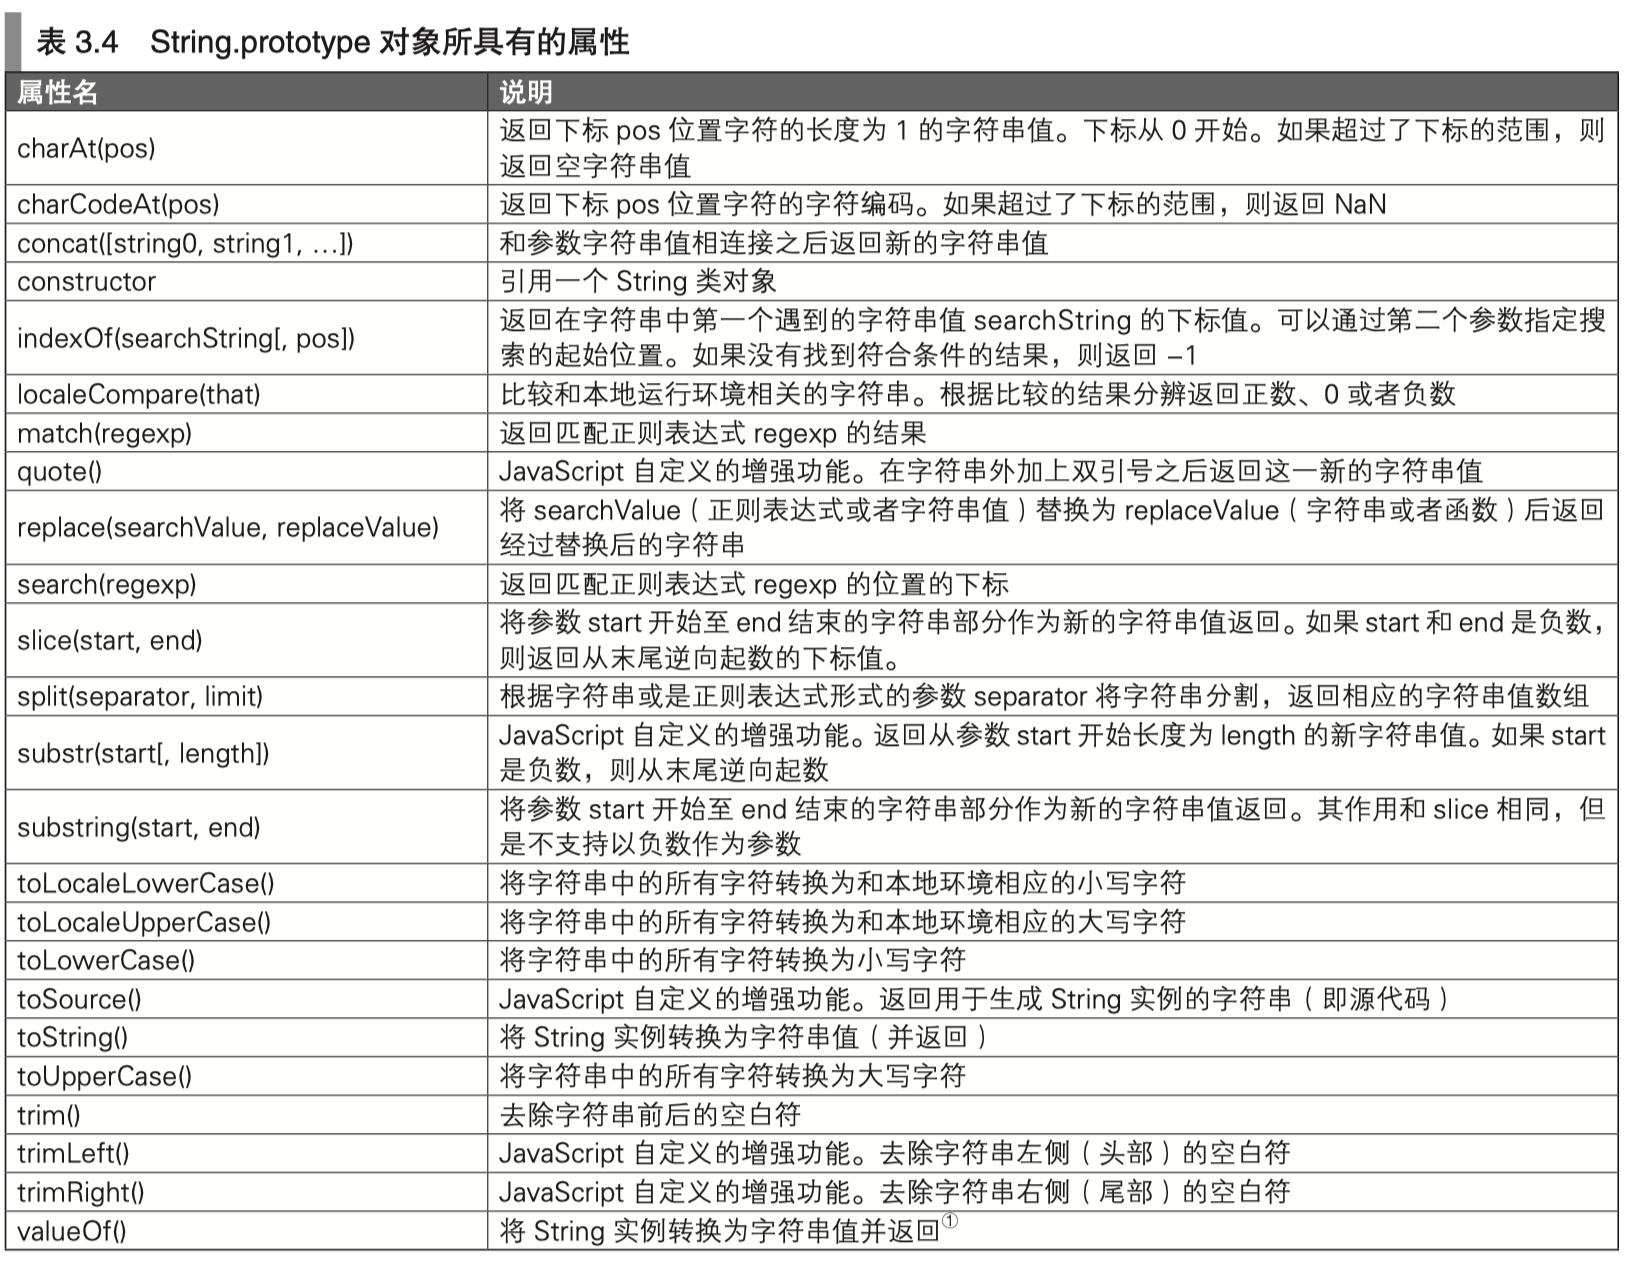 表 3.4 String.prototype 对象所具有的属性
属性名 说明
charAt(pos) 返回下标 pos 位置字符的长度为 1 的字符串值。下标从 0 开始。如果超过了下标的范围，则
返回空字符串值
charCodeAt(pos) 返回下标 pos 位置字符的字符编码。如果超过了下标的范围，则返回 NaN
concat([string0, string1, …]) 和参数字符串值相连接之后返回新的字符串值
constructor 引用一个 String 类对象
indexOf(searchString[, pos]) 返回在字符串中第一个遇到的字符串值 searchString 的下标值。可以通过第二个参数指定搜
索的起始位置。如果没有找到符合条件的结果，则返回 –1
localeCompare(that) 比较和本地运行环境相关的字符串。根据比较的结果分辨返回正数、0 或者负数
match(regexp) 返回匹配正则表达式 regexp 的结果
quote() JavaScript 自定义的增强功能。在字符串外加上双引号之后返回这一新的字符串值
replace(searchValue, replaceValue) 将 searchValue（正则表达式或者字符串值）替换为 replaceValue（字符串或者函数）后返回
经过替换后的字符串
search(regexp) 返回匹配正则表达式 regexp 的位置的下标
slice(start, end) 将参数 start 开始至 end 结束的字符串部分作为新的字符串值返回。如果 start 和 end 是负数，
则返回从末尾逆向起数的下标值。
split(separator, limit) 根据字符串或是正则表达式形式的参数 separator 将字符串分割，返回相应的字符串值数组
substr(start[, length]) JavaScript 自定义的增强功能。返回从参数 start 开始长度为 length 的新字符串值。如果 start
是负数，则从末尾逆向起数
substring(start, end) 将参数 start 开始至 end 结束的字符串部分作为新的字符串值返回。其作用和 slice 相同，但
是不支持以负数作为参数
toLocaleLowerCase() 将字符串中的所有字符转换为和本地环境相应的小写字符
toLocaleUpperCase() 将字符串中的所有字符转换为和本地环境相应的大写字符
toLowerCase() 将字符串中的所有字符转换为小写字符
toSource() JavaScript 自定义的增强功能。返回用于生成 String 实例的字符串（即源代码）
toString() 将 String 实例转换为字符串值（并返回）
toUpperCase() 将字符串中的所有字符转换为大写字符
trim() 去除字符串前后的空白符
trimLeft() JavaScript 自定义的增强功能。去除字符串左侧（头部）的空白符
trimRight() JavaScript 自定义的增强功能。去除字符串右侧（尾部）的空白符
valueOf() 将 String 实例转换为字符串值并返回①